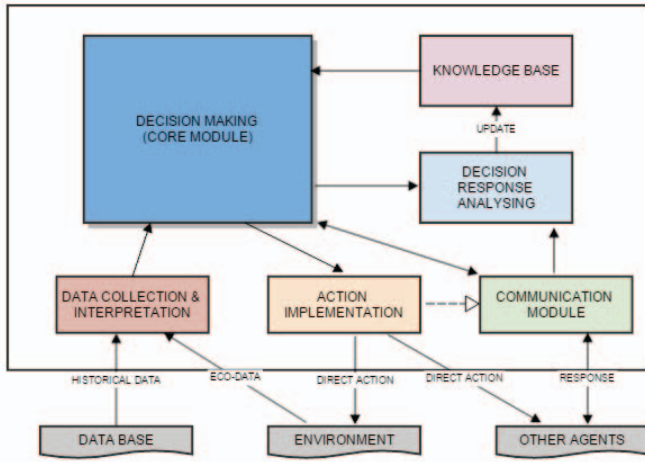 DECISION MAKING
(CORE MODULE)
KNOWLEDGE BASE
UPDATE
DECISION
RESPONSE
ANALYSING
DATA COLLECTION &
INTERPRETATION
ACTION
IMPLEMENTATION
COMMUNICATION
MODULE
HISTORICAL DATA
ECO-DATA
DIRECT ACTION
DIRECT ACTION
RESPONSE
DATA BASE
ENVIRONMENT
OTHER AGENTS